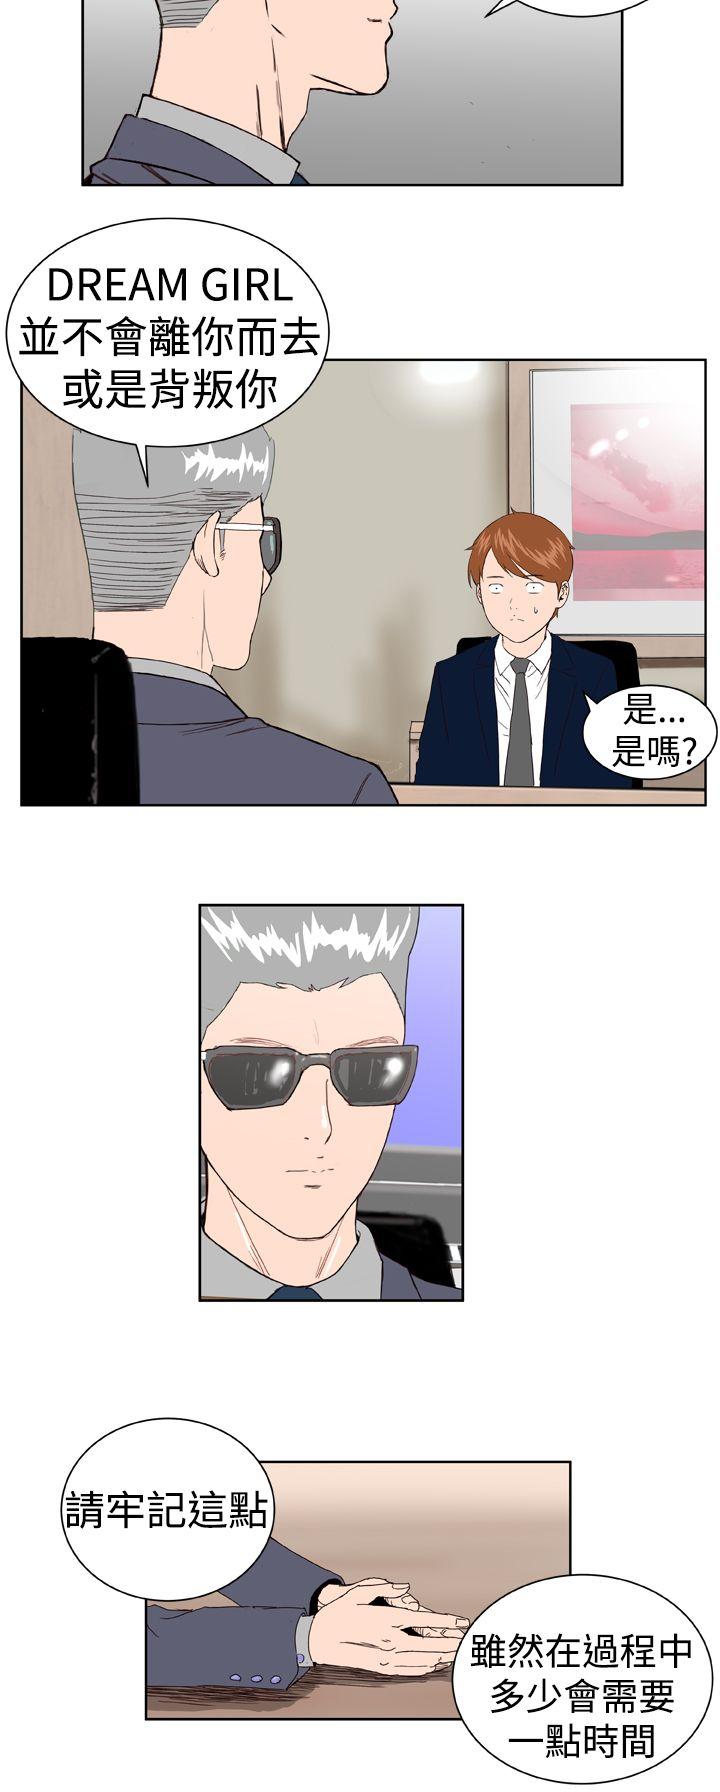 DREAM GIRL
並不會離你而去
或是背叛你
是...
是嗎?
請牢記這點
雖然在過程中
多少會需要
一點時間